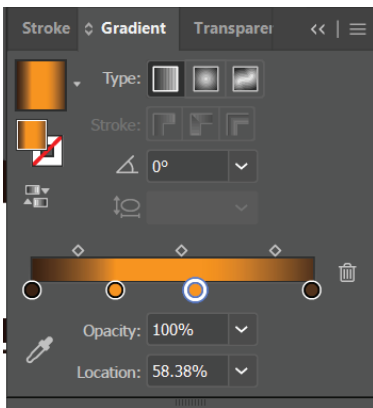 Stroke Gradient Transparer
Type:
Stroke:
0°
Opacity: 100%
Location: 58.38%